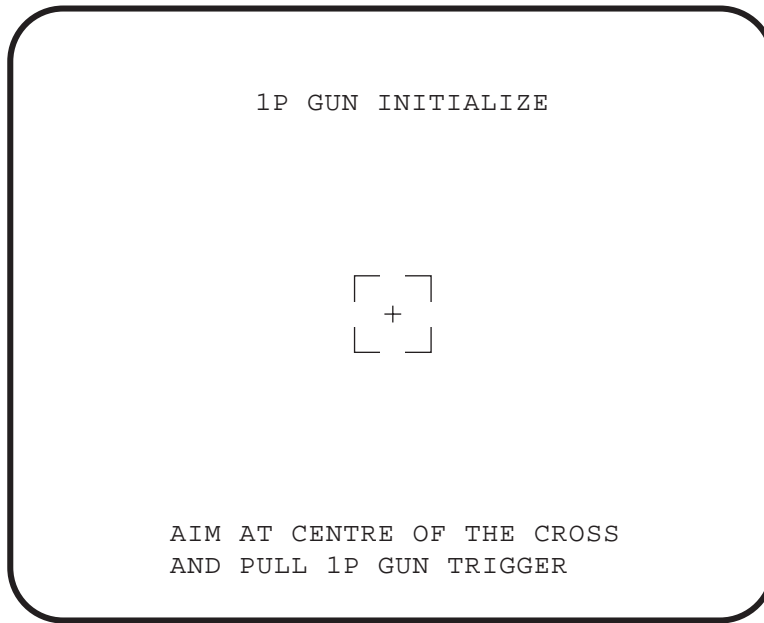 1P GUN INITIALIZE
AIM AT CENTRE OF THE CROSS
AND PULL 1P GUN TRIGGER